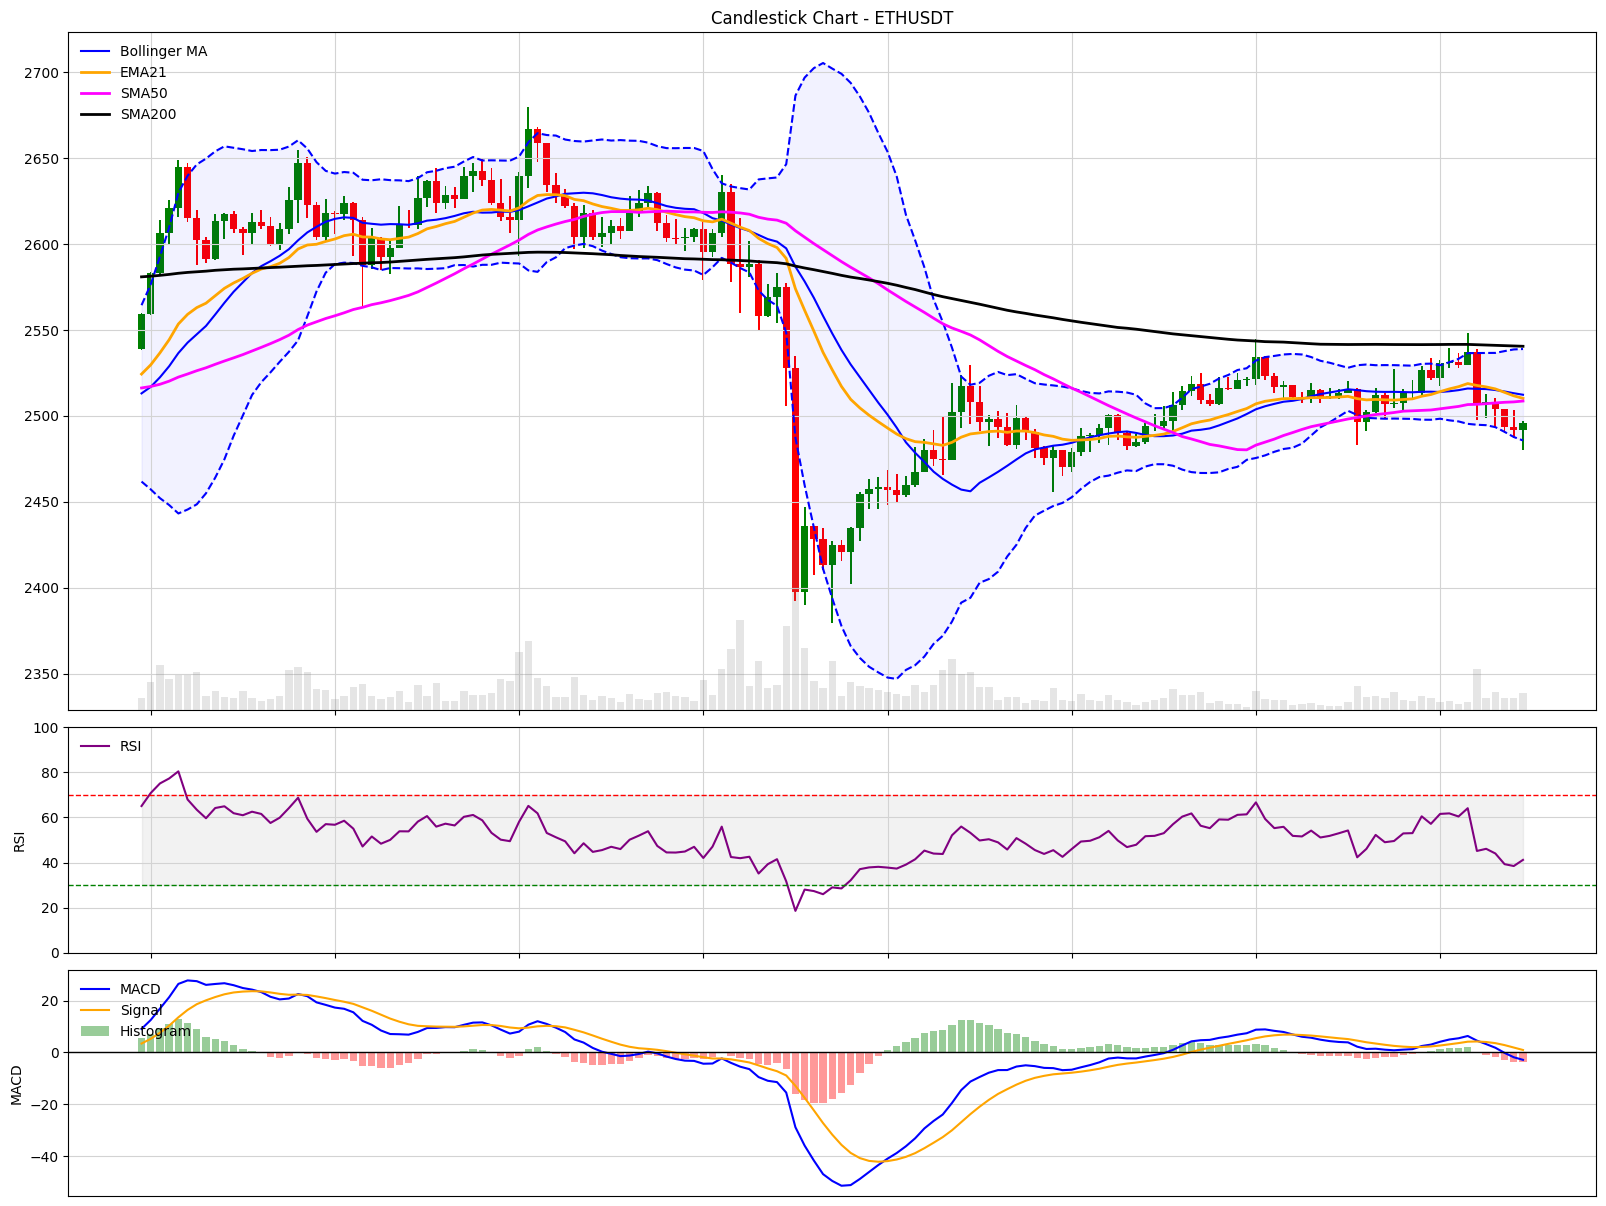 Candlestick Chart - ETHUSDT
Bollinger MA
EMA21
SMA50
SMA200
2700
2650
2600
2550
2500
2450
2400
2350
RSI
100
80
60
40
20
0
RSI
MACD
Signal
Histogram
20
0
−20
−40
MACD